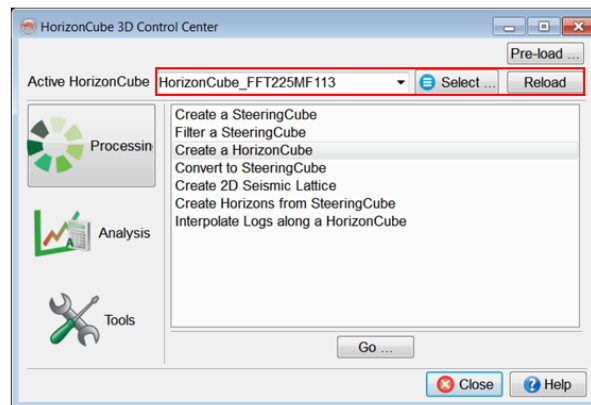 HorizonCube 3D Control Center
Pre-load ...
Active HorizonCube HorizonCube_FFT225MF113 Select ... Reload
Processin
Analysis
Tools
Create a SteeringCube
Filter a SteeringCube
Create a HorizonCube
Convert to SteeringCube
Create 2D Seismic Lattice
Create Horizons from SteeringCube
Interpolate Logs along a HorizonCube
Go ...
Close Help